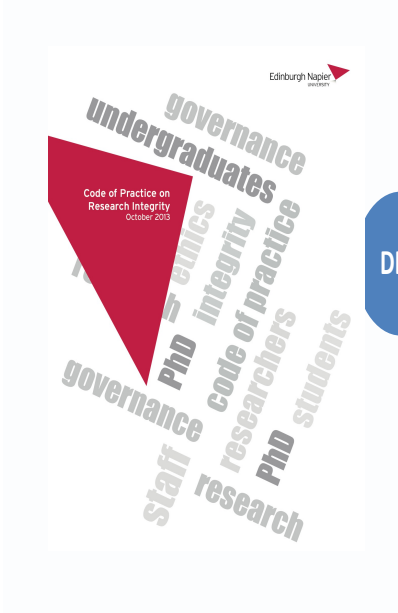 Edinburgh Napier
UNIVERSITY
governance
undergraduates
Code of Practice on
Research Integrity
October 2013
ethics
integrity
code of practice
PhD
researchers
students
governance
PhD
staff
research